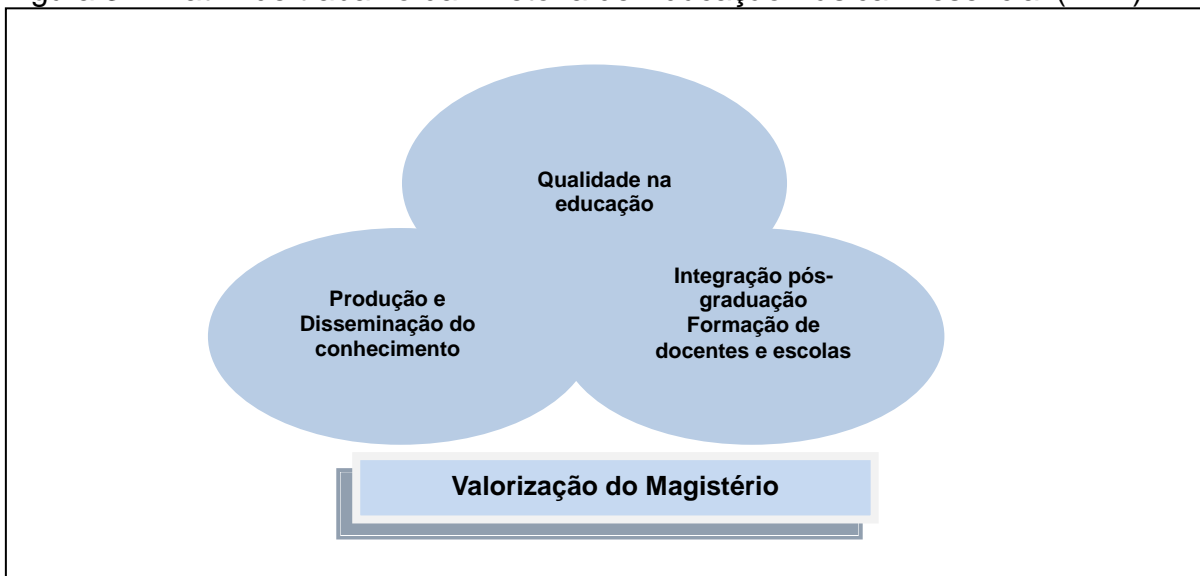 Qualidade na
educação
Produção e
Disseminação do
conhecimento
Integração pós-
graduação
Formação de
docentes e escolas
Valorização do Magistério